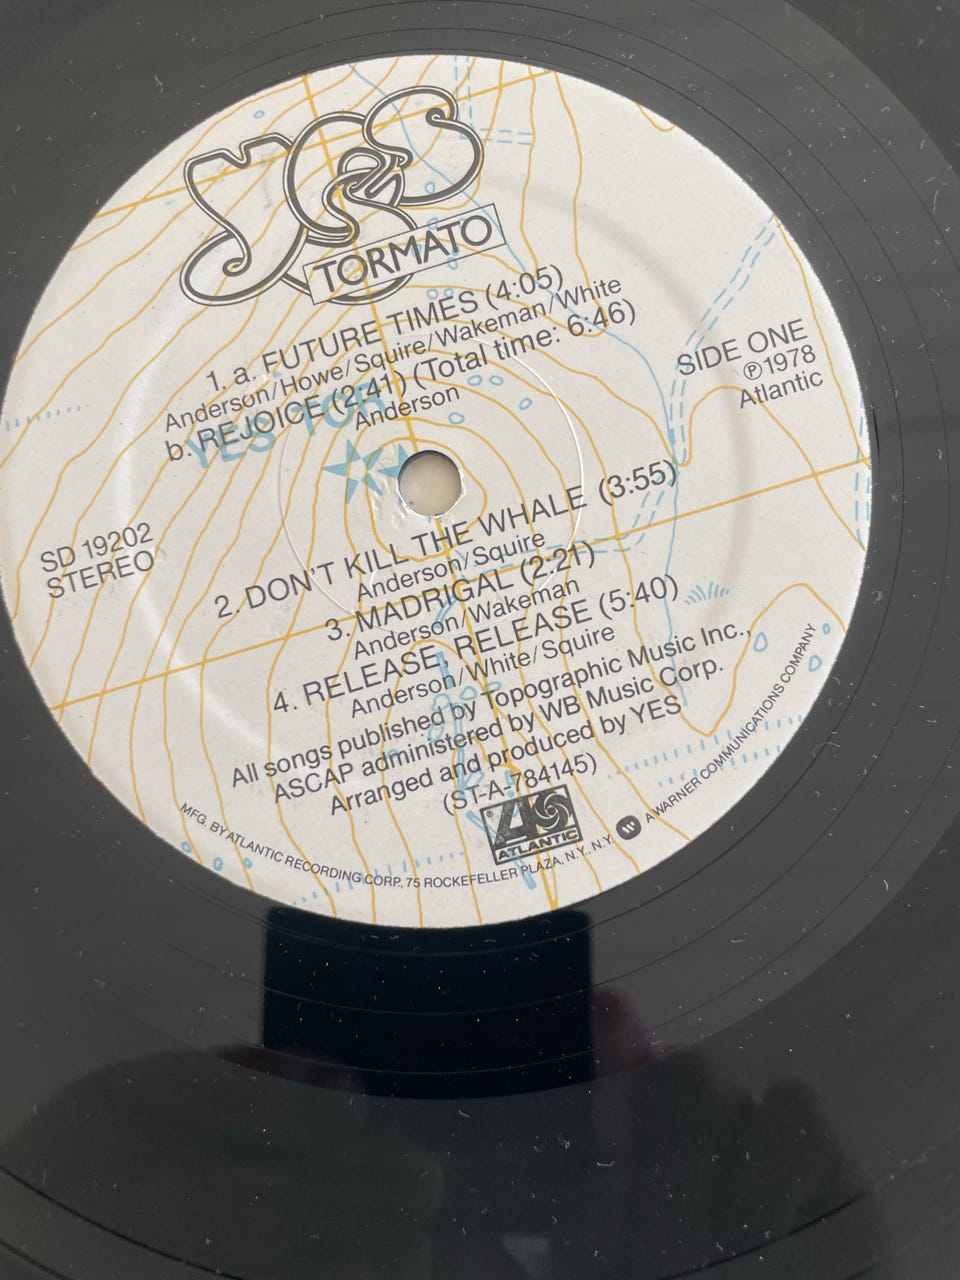 YES
TORMATO
1. a. FUTURE TIMES (4:05)
Anderson/Howe/Squire/Wakeman/White
b. REJOICE (2:41) (Total time: 6:46)
Anderson
YES TOR
SIDE ONE
℗1978
Atlantic
SD 19202
STEREO
2. DON'T KILL THE WHALE (3:55)
Anderson/Squire
3. MADRIGAL (2:21)
Anderson/Wakeman
4. RELEASE, RELEASE (5:40)
Anderson/White/Squire
All songs published by Topographic Music Inc.,
ASCAP administered by WB Music Corp.
Arranged and produced by YES
(ST-A-784145)
ATLANTIC
MFG. BY ATLANTIC RECORDING CORP., 75 ROCKEFELLER PLAZA, N.Y., N.Y. A WARNER COMMUNICATIONS COMPANY